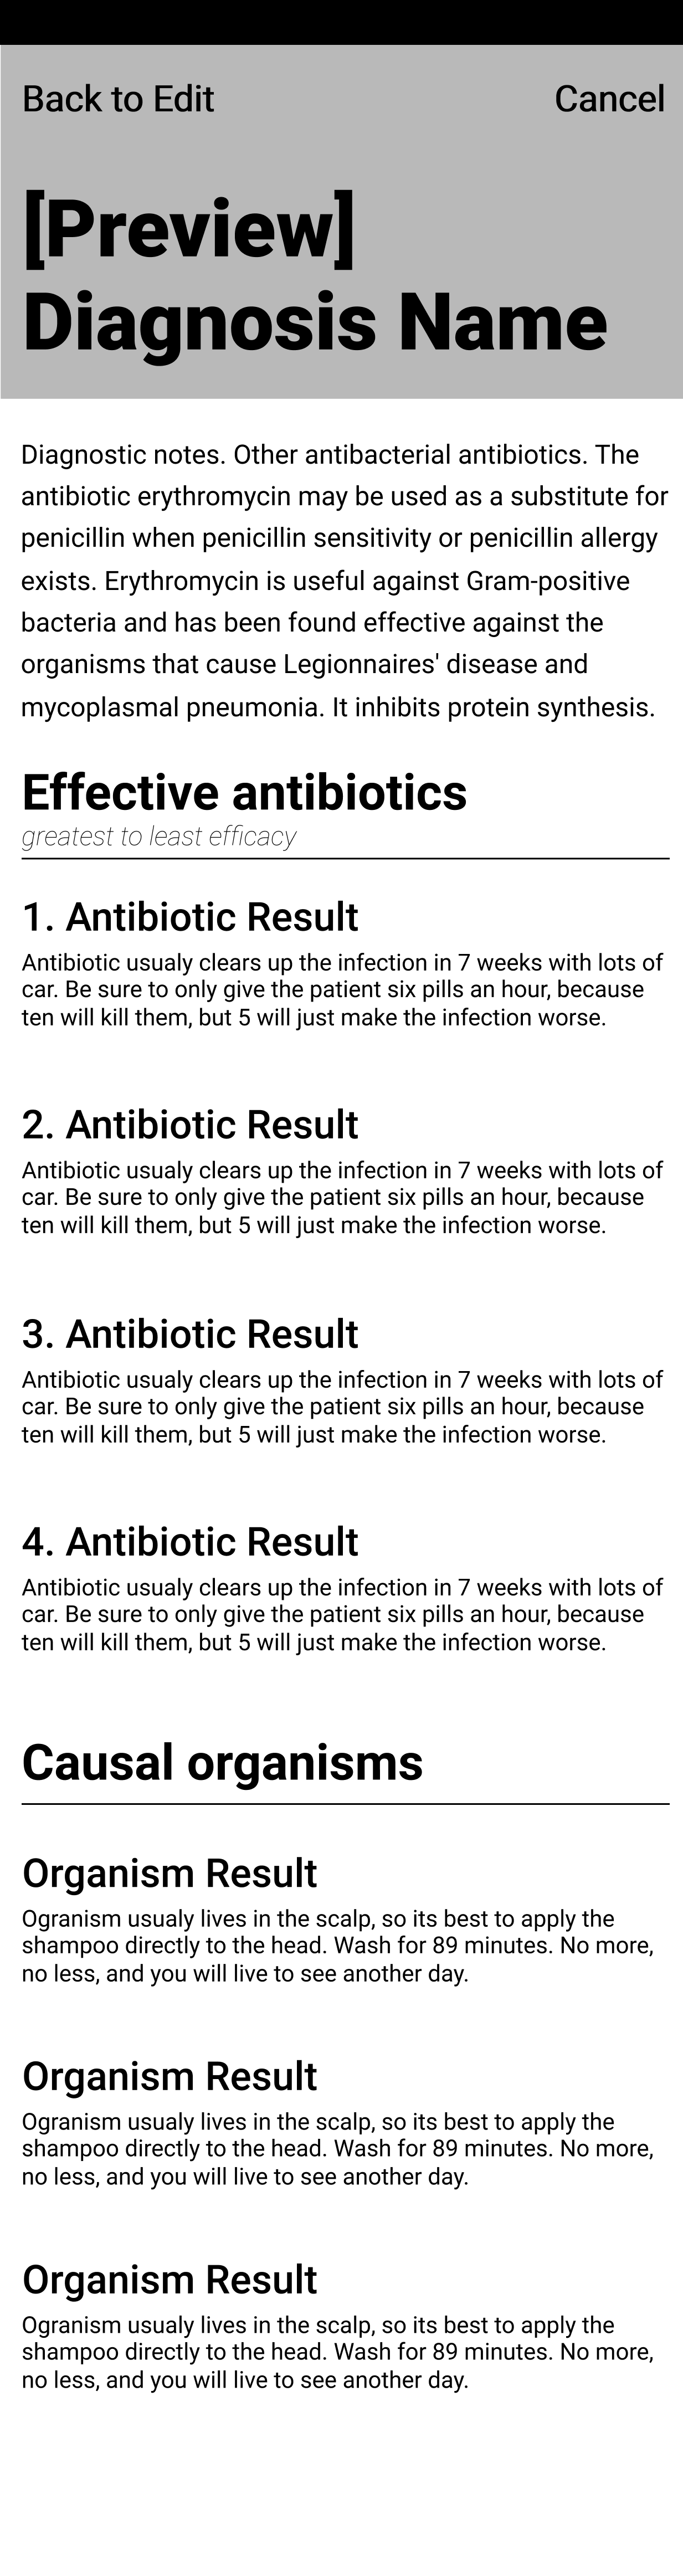 Back to Edit
Cancel
[Preview]
Diagnosis Name
Diagnostic notes. Other antibacterial antibiotics. The
antibiotic erythromycin may be used as a substitute for
penicillin when penicillin sensitivity or penicillin allergy
exists. Erythromycin is useful against Gram-positive
bacteria and has been found effective against the
organisms that cause Legionnaires' disease and
mycoplasmal pneumonia. It inhibits protein synthesis.
Effective antibiotics
greatest to least efficacy
1. Antibiotic Result
Antibiotic usualy clears up the infection in 7 weeks with lots of
car. Be sure to only give the patient six pills an hour, because
ten will kill them, but 5 will just make the infection worse.
2. Antibiotic Result
Antibiotic usualy clears up the infection in 7 weeks with lots of
car. Be sure to only give the patient six pills an hour, because
ten will kill them, but 5 will just make the infection worse.
3. Antibiotic Result
Antibiotic usualy clears up the infection in 7 weeks with lots of
car. Be sure to only give the patient six pills an hour, because
ten will kill them, but 5 will just make the infection worse.
4. Antibiotic Result
Antibiotic usualy clears up the infection in 7 weeks with lots of
car. Be sure to only give the patient six pills an hour, because
ten will kill them, but 5 will just make the infection worse.
Causal organisms
Organism Result
Ogranism usualy lives in the scalp, so its best to apply the
shampoo directly to the head. Wash for 89 minutes. No more,
no less, and you will live to see another day.
Organism Result
Ogranism usualy lives in the scalp, so its best to apply the
shampoo directly to the head. Wash for 89 minutes. No more,
no less, and you will live to see another day.
Organism Result
Ogranism usualy lives in the scalp, so its best to apply the
shampoo directly to the head. Wash for 89 minutes. No more,
no less, and you will live to see another day.